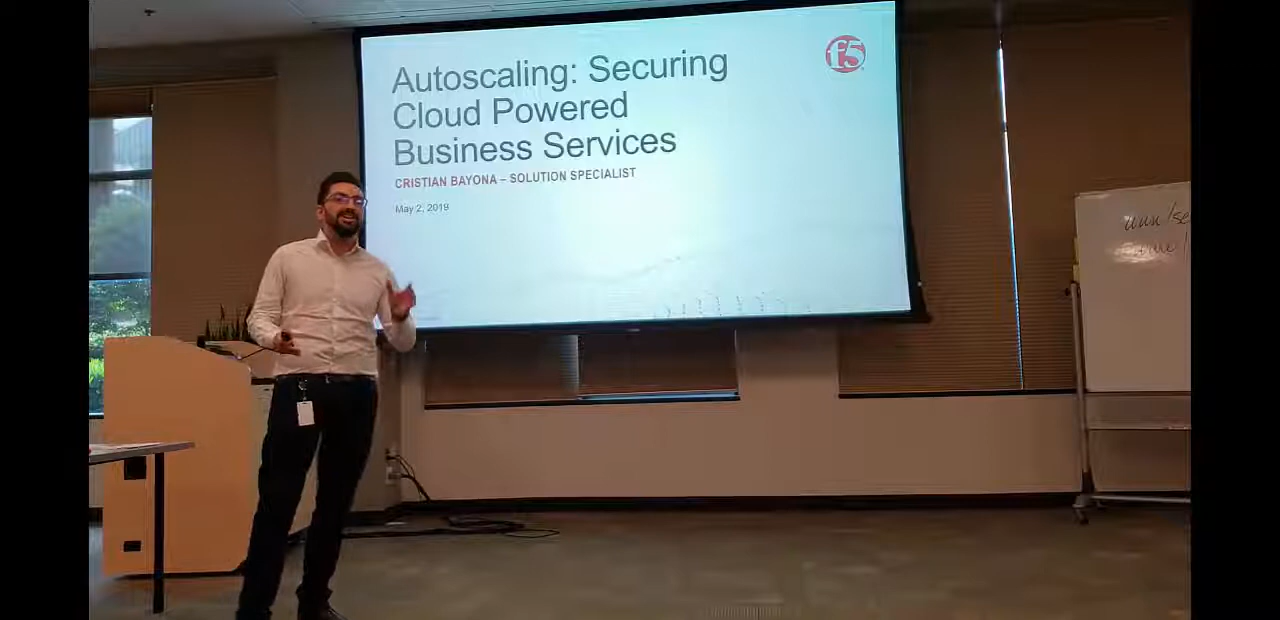 Autoscaling: Securing
Cloud Powered
Business Services
CRISTIAN BAYONA – SOLUTION SPECIALIST
May 2, 2019
f5